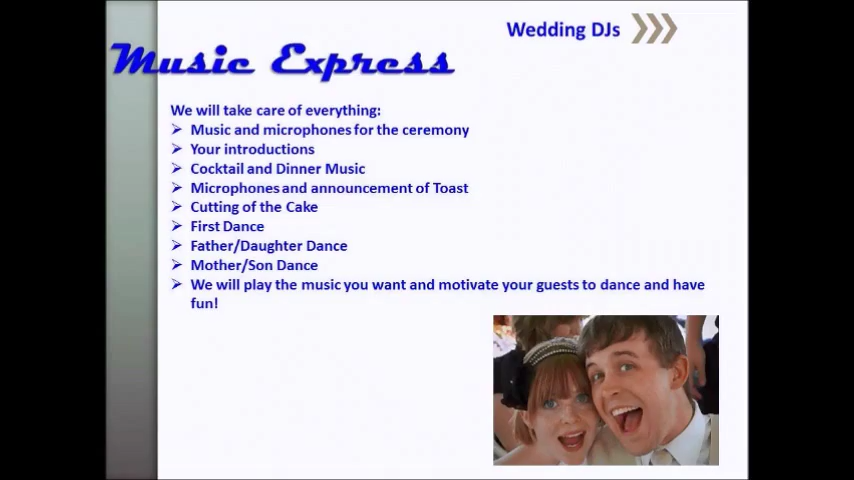 Wedding DJs
Music Express
We will take care of everything:
Music and microphones for the ceremony
Your introductions
Cocktail and Dinner Music
Microphones and announcement of Toast
Cutting of the Cake
First Dance
Father/Daughter Dance
Mother/Son Dance
We will play the music you want and motivate your guests to dance and have
fun!